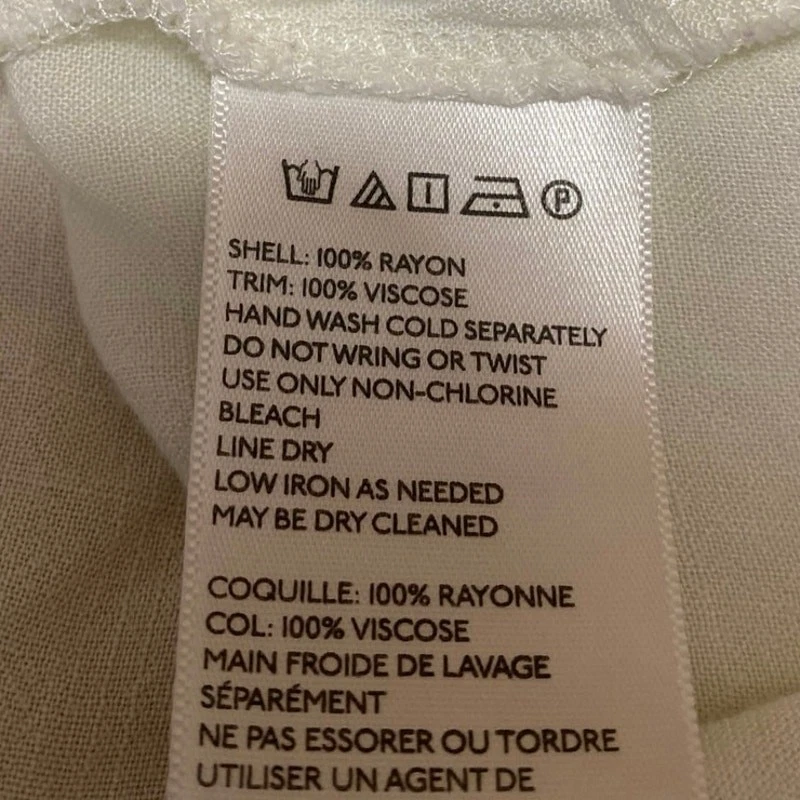 P
SHELL: 100% RAYON
TRIM: 100% VISCOSE
HAND WASH COLD SEPARATELY
DO NOT WRING OR TWIST
USE ONLY NON-CHLORINE
BLEACH
LINE DRY
LOW IRON AS NEEDED
MAY BE DRY CLEANED
COQUILLE: 100% RAYONNE
COL: 100% VISCOSE
MAIN FROIDE DE LAVAGE
SÉPARÉMENT
NE PAS ESSORER OU TORDRE
UTILISER UN AGENT DE